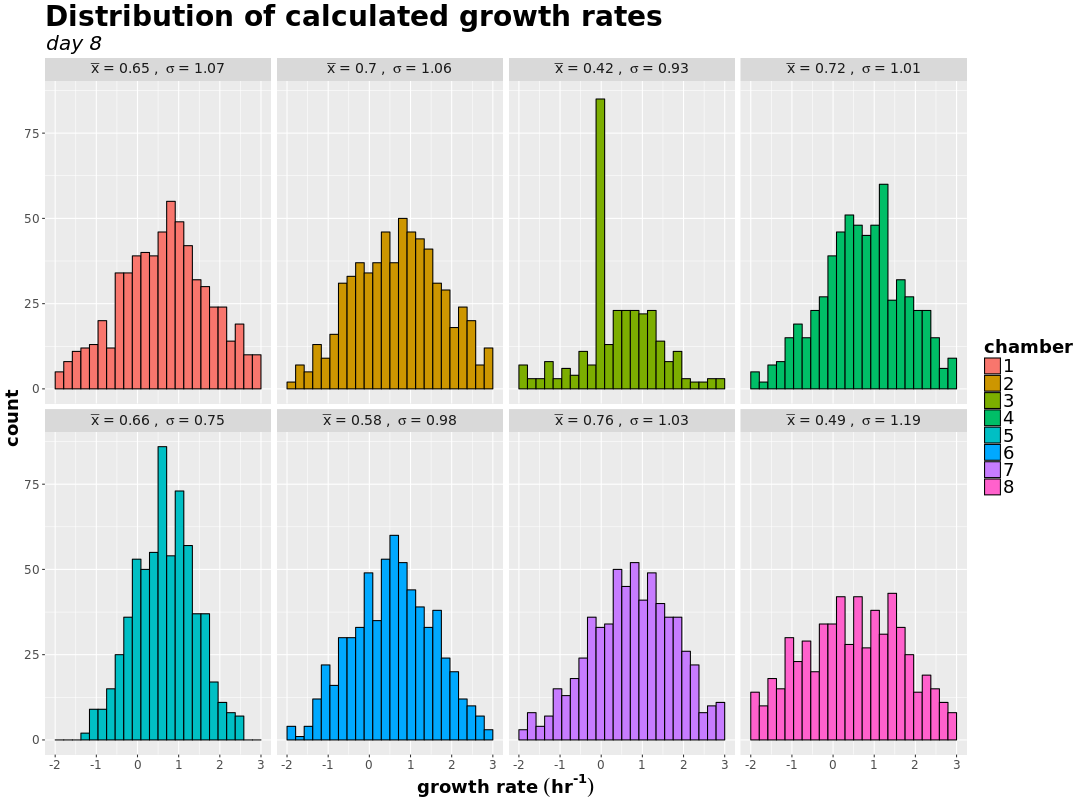 Distribution of calculated growth rates
day 8
x̅ = 0.65 , σ = 1.07
x̅ = 0.7 , σ = 1.06
x̅ = 0.42 , σ = 0.93
x̅ = 0.72 , σ = 1.01
75
50
25
0
chamber
1
2
3
4
5
6
7
8
count
x̅ = 0.66 , σ = 0.75
x̅ = 0.58 , σ = 0.98
x̅ = 0.76 , σ = 1.03
x̅ = 0.49 , σ = 1.19
75
50
25
0
-2 -1 0 1 2 3
-2 -1 0 1 2 3
-2 -1 0 1 2 3
-2 -1 0 1 2 3
growth rate (hr⁻¹)